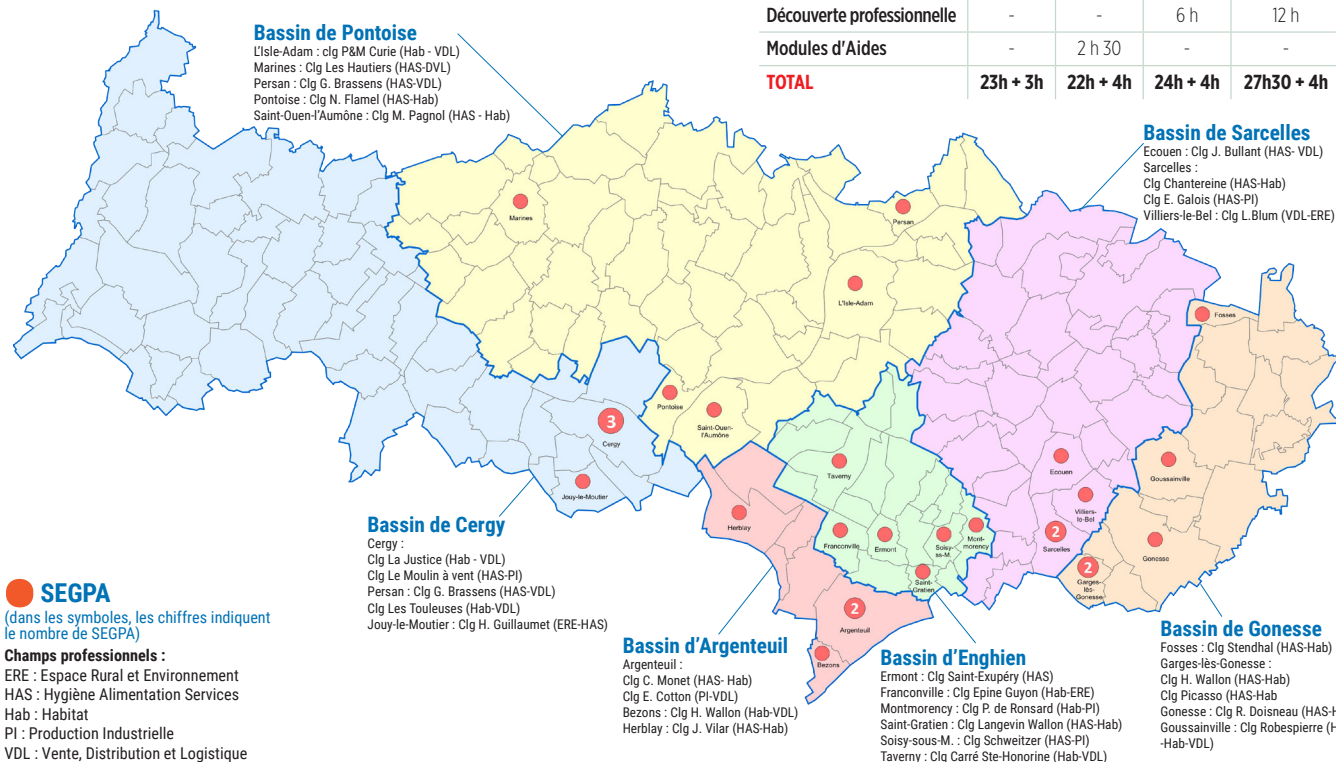 Découverte professionnelle - - 6 h 12 h
Modules d'Aides - 2 h 30 - -
TOTAL 23h + 3h 22h + 4h 24h + 4h 27h30 + 4h
Bassin de Pontoise
L'Isle-Adam : clg P&M Curie (Hab - VDL)
Marines : Clg Les Hautiers (HAS-DVL)
Persan : Clg G. Brassens (HAS-VDL)
Pontoise : Clg N. Flamel (HAS-Hab)
Saint-Ouen-l'Aumône : Clg M. Pagnol (HAS - Hab)
Bassin de Sarcelles
Ecouen : Clg J. Bullant (HAS- VDL)
Sarcelles :
Clg Chantereine (HAS-Hab)
Clg E. Galois (HAS-PI)
Villiers-le-Bel : Clg L.Blum (VDL-ERE)
Marines
Persan
L'Isle-Adam
Fosses
Pontoise
Saint-Ouen-
l'Aumône
3
Cergy
Jouy-le-Moutier
Taverny
Ecouen
Goussainville
Herblay
Franconville
Ermont
Soisy-
ss-M.
Mont-
morency
Villiers-
le-Bel
2
Sarcelles
Gonesse
Saint-
Gratien
2
Garges-
lès-
Gonesse
2
Argenteuil
Bezons
Bassin de Cergy
Cergy :
Clg La Justice (Hab - VDL)
Clg Le Moulin à vent (HAS-PI)
Persan : Clg G. Brassens (HAS-VDL)
Clg Les Touleuses (Hab-VDL)
Jouy-le-Moutier : Clg H. Guillaumet (ERE-HAS)
SEGPA
(dans les symboles, les chiffres indiquent
le nombre de SEGPA)
Champs professionnels :
ERE : Espace Rural et Environnement
HAS : Hygiène Alimentation Services
Hab : Habitat
PI : Production Industrielle
VDL : Vente, Distribution et Logistique
Bassin d'Argenteuil
Argenteuil :
Clg C. Monet (HAS- Hab)
Clg E. Cotton (PI-VDL)
Bezons : Clg H. Wallon (Hab-VDL)
Herblay : Clg J. Vilar (HAS-Hab)
Bassin d'Enghien
Ermont : Clg Saint-Exupéry (HAS)
Franconville : Clg Epine Guyon (Hab-ERE)
Montmorency : Clg P. de Ronsard (Hab-PI)
Saint-Gratien : Clg Langevin Wallon (HAS-Hab)
Soisy-sous-M. : Clg Schweitzer (HAS-PI)
Taverny : Clg Carré Ste-Honorine (Hab-VDL)
Bassin de Gonesse
Fosses : Clg Stendhal (HAS-Hab)
Garges-lès-Gonesse :
Clg H. Wallon (HAS-Hab)
Clg Picasso (HAS-Hab
Gonesse : Clg R. Doisneau (HAS-H
Goussainville : Clg Robespierre (H
-Hab-VDL)